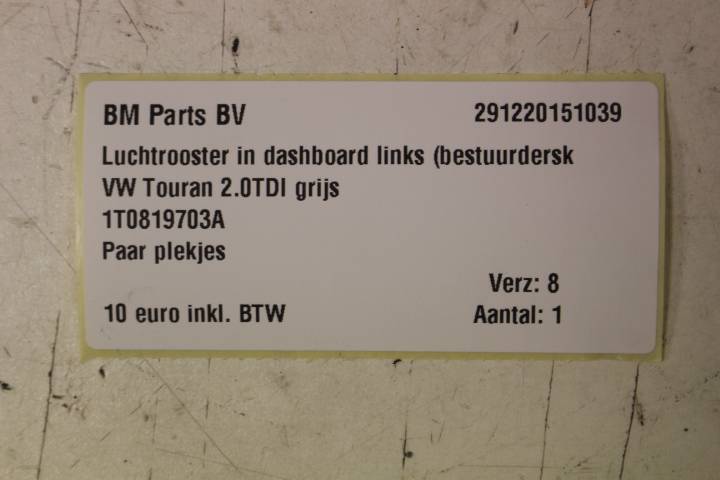 BM Parts BV 291220151039
Luchtrooster in dashboard links (bestuurdersk
VW Touran 2.0TDI grijs
1T0819703A
Paar plekjes
Verz: 8
10 euro inkl. BTW Aantal: 1